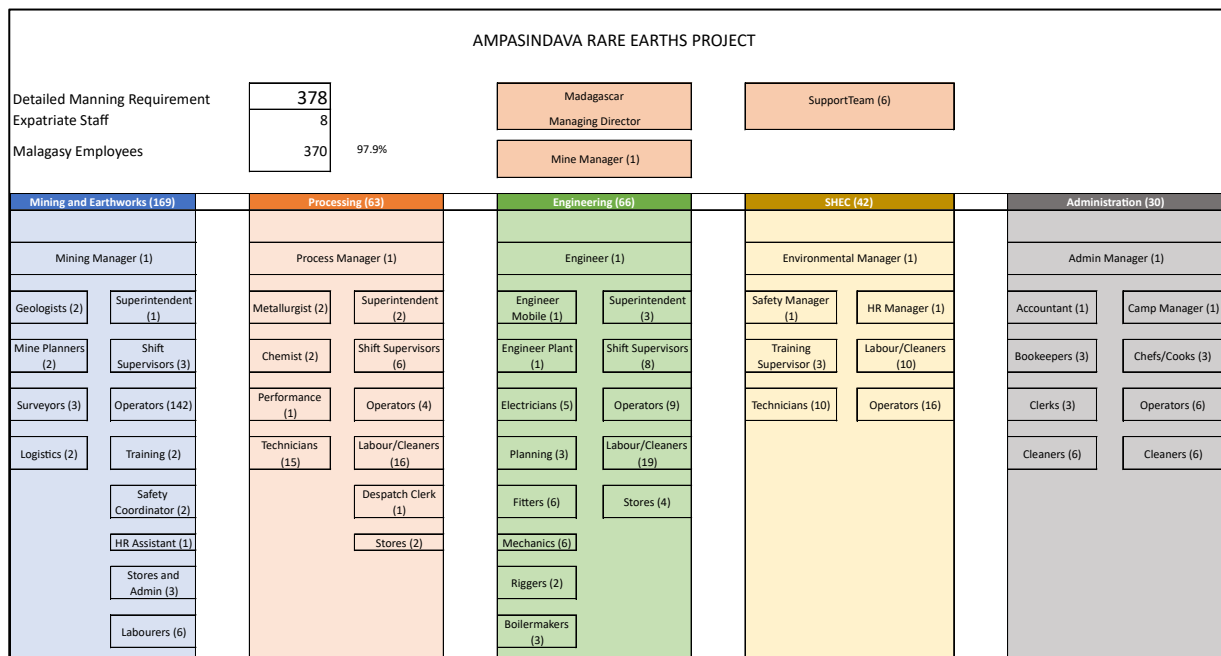 AMPASINDAVA RARE EARTHS PROJECT
Detailed Manning Requirement
378
Expatriate Staff
8
Malagasy Employees
370
97.9%
Madagascar
Managing Director
SupportTeam (6)
Mine Manager (1)
Mining and Earthworks (169)
Mining Manager (1)
Geologists (2)
Superintendent
(1)
Mine Planners
(2)
Shift
Supervisors (3)
Surveyors (3)
Operators (142)
Logistics (2)
Training (2)
Safety
Coordinator (2)
HR Assistant (1)
Stores and
Admin (3)
Labourers (6)
Processing (63)
Process Manager (1)
Metallurgist (2)
Superintendent
(2)
Chemist (2)
Shift Supervisors
(6)
Performance
(1)
Operators (4)
Technicians
(15)
Labour/Cleaners
(16)
Despatch Clerk
(1)
Stores (2)
Engineering (66)
Engineer (1)
Engineer
Mobile (1)
Superintendent
(3)
Engineer Plant
(1)
Shift Supervisors
(8)
Electricians (5)
Operators (9)
Planning (3)
Labour/Cleaners
(19)
Fitters (6)
Stores (4)
Mechanics (6)
Riggers (2)
Boilermakers
(3)
SHEC (42)
Environmental Manager (1)
Safety Manager
(1)
HR Manager (1)
Training
Supervisor (3)
Labour/Cleaners
(10)
Technicians (10)
Operators (16)
Administration (30)
Admin Manager (1)
Accountant (1)
Camp Manager (1)
Bookeepers (3)
Chefs/Cooks (3)
Clerks (3)
Operators (6)
Cleaners (6)
Cleaners (6)